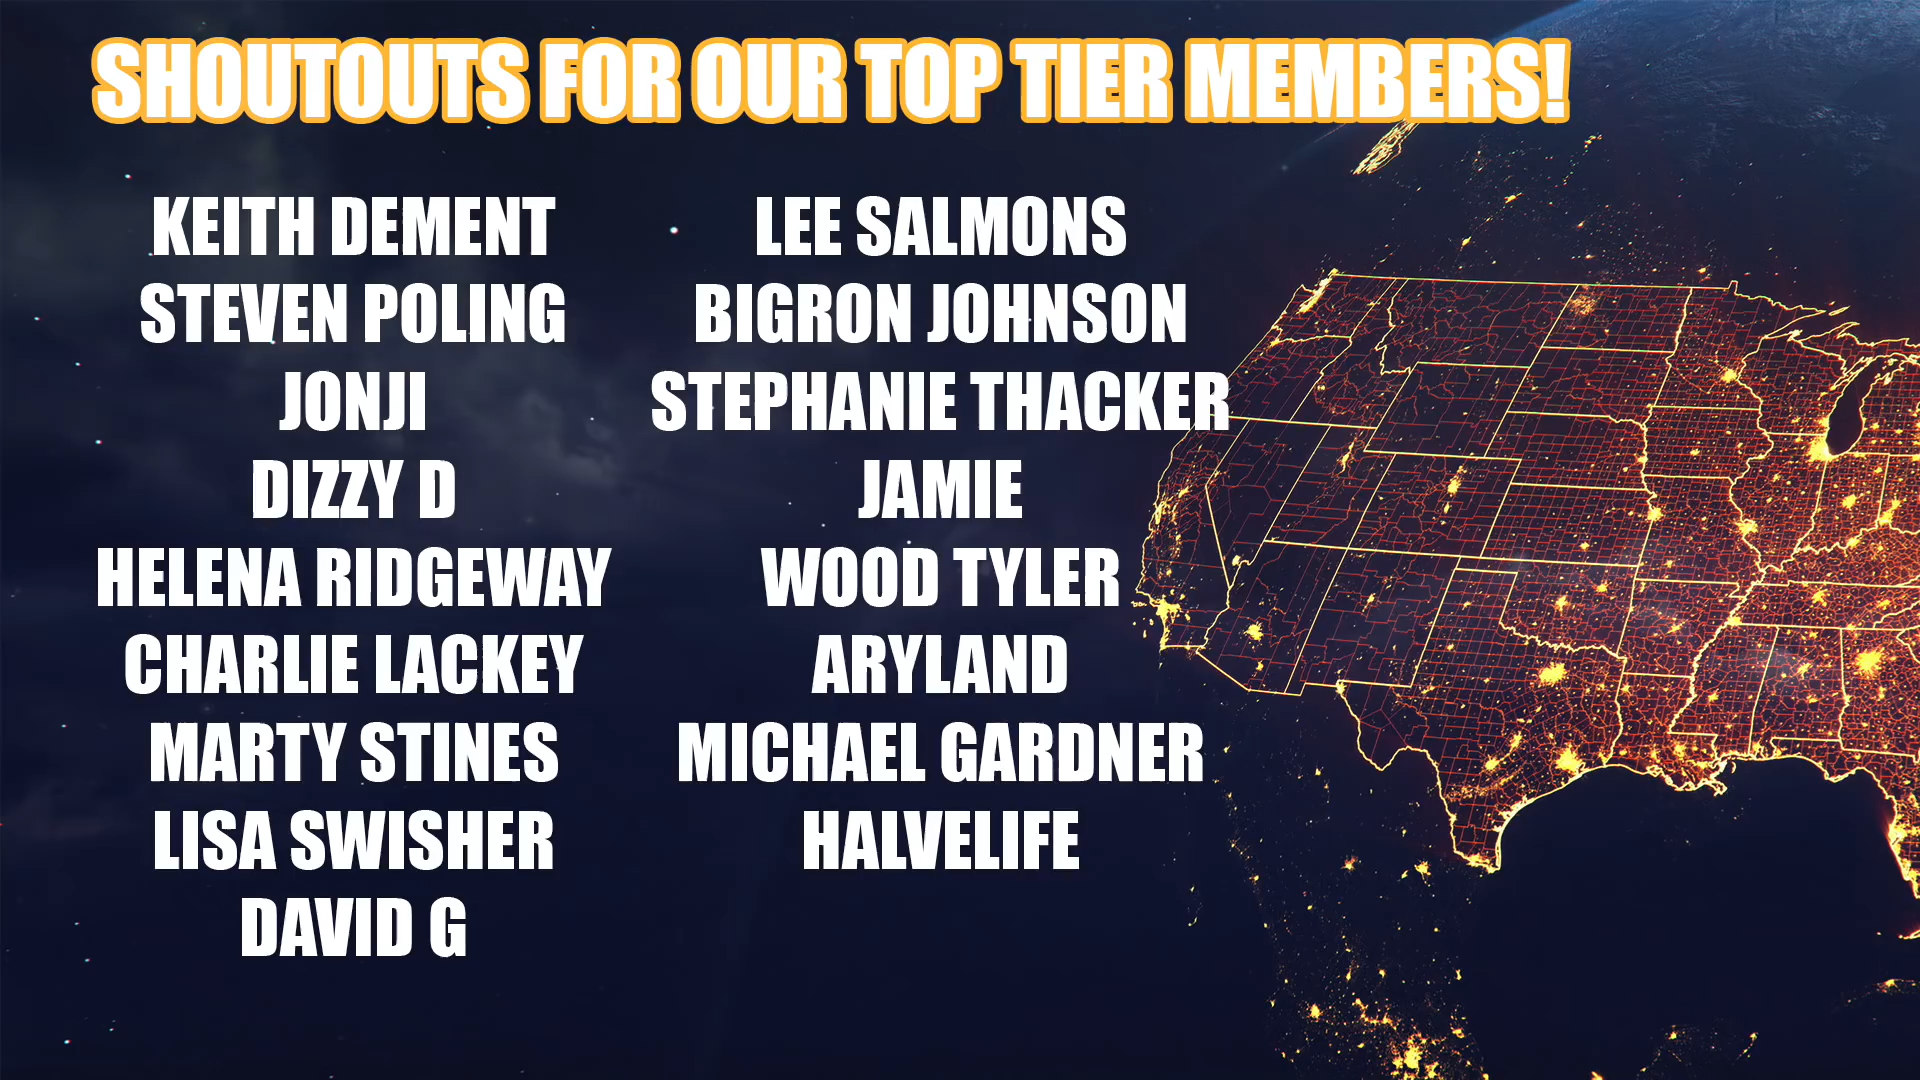 SHOUTOUTS FOR OUR TOP TIER MEMBERS!
KEITH DEMENT
STEVEN POLING
JONJI
DIZZY D
HELENA RIDGEWAY
CHARLIE LACKEY
MARTY STINES
LISA SWISHER
DAVID G
LEE SALMONS
BIGRON JOHNSON
STEPHANIE THACKER
JAMIE
WOOD TYLER
ARYLAND
MICHAEL GARDNER
HALVELIFE